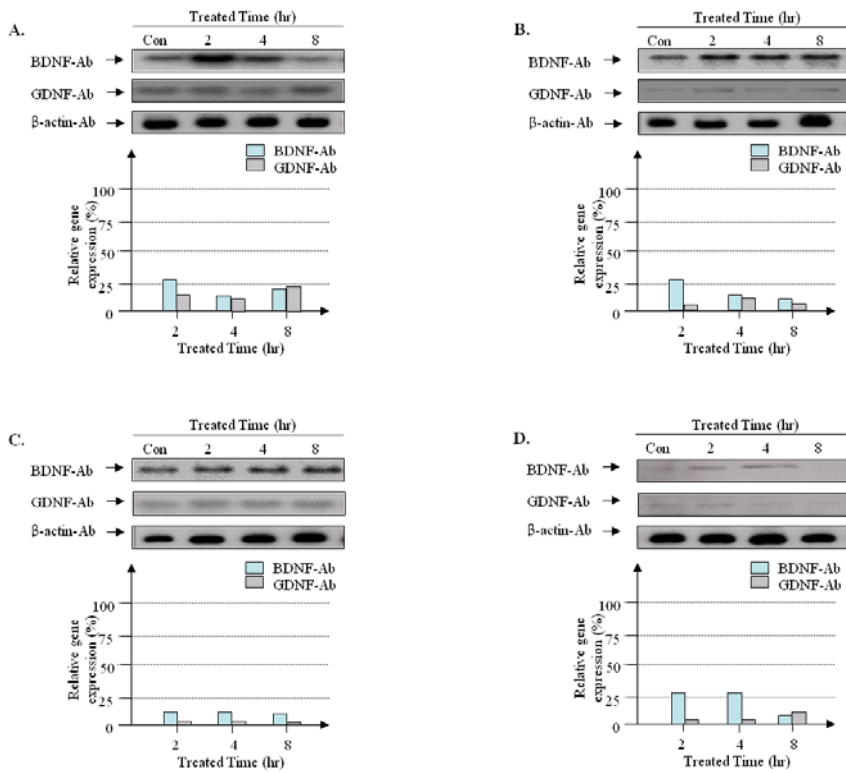 A.
Treated Time (hr)
Con 2 4 8
BDNF-Ab
GDNF-Ab
β-actin-Ab
BDNF-Ab
GDNF-Ab
Relative gene
expression (%)
100
75
50
25
0
2 4 8
Treated Time (hr)
B.
Treated Time (hr)
Con 2 4 8
BDNF-Ab
GDNF-Ab
β-actin-Ab
BDNF-Ab
GDNF-Ab
Relative gene
expression (%)
100
75
50
25
0
2 4 8
Treated Time (hr)
C.
Treated Time (hr)
Con 2 4 8
BDNF-Ab
GDNF-Ab
β-actin-Ab
BDNF-Ab
GDNF-Ab
Relative gene
expression (%)
100
75
50
25
0
2 4 8
Treated Time (hr)
D.
Treated Time (hr)
Con 2 4 8
BDNF-Ab
GDNF-Ab
β-actin-Ab
BDNF-Ab
GDNF-Ab
Relative gene
expression (%)
100
75
50
25
0
2 4 8
Treated Time (hr)